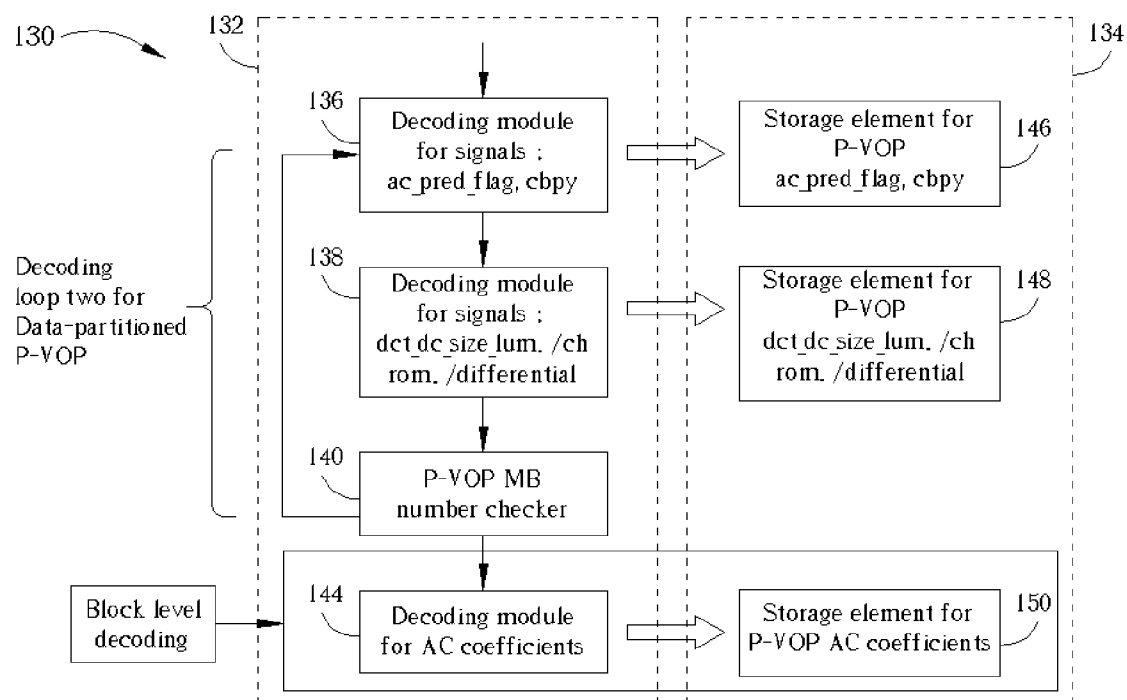 130
132
134
136
Decoding module
for signals :
ac_pred_flag, cbpy
Storage element for
P-VOP
ac_pred_flag, cbpy
146
Decoding
loop two for
Data-partitioned
P-VOP
138
Decoding module
for signals :
dct_dc_size_lum. /ch
rom. /differential
Storage element for
P-VOP
dct_dc_size_lum. /ch
rom. /differential
148
140
P-VOP MB
number checker
Block level
decoding
144
Decoding module
for AC coefficients
Storage element for
P-VOP AC coefficients
150